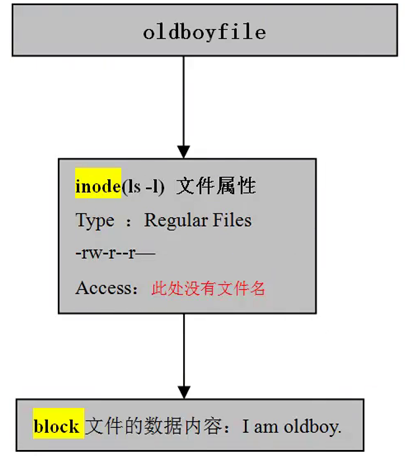 oldboyfile
inode(ls -l) 文件属性
Type ：Regular Files
-rw-r--r—
Access：此处没有文件名
block 文件的数据内容：I am oldboy.